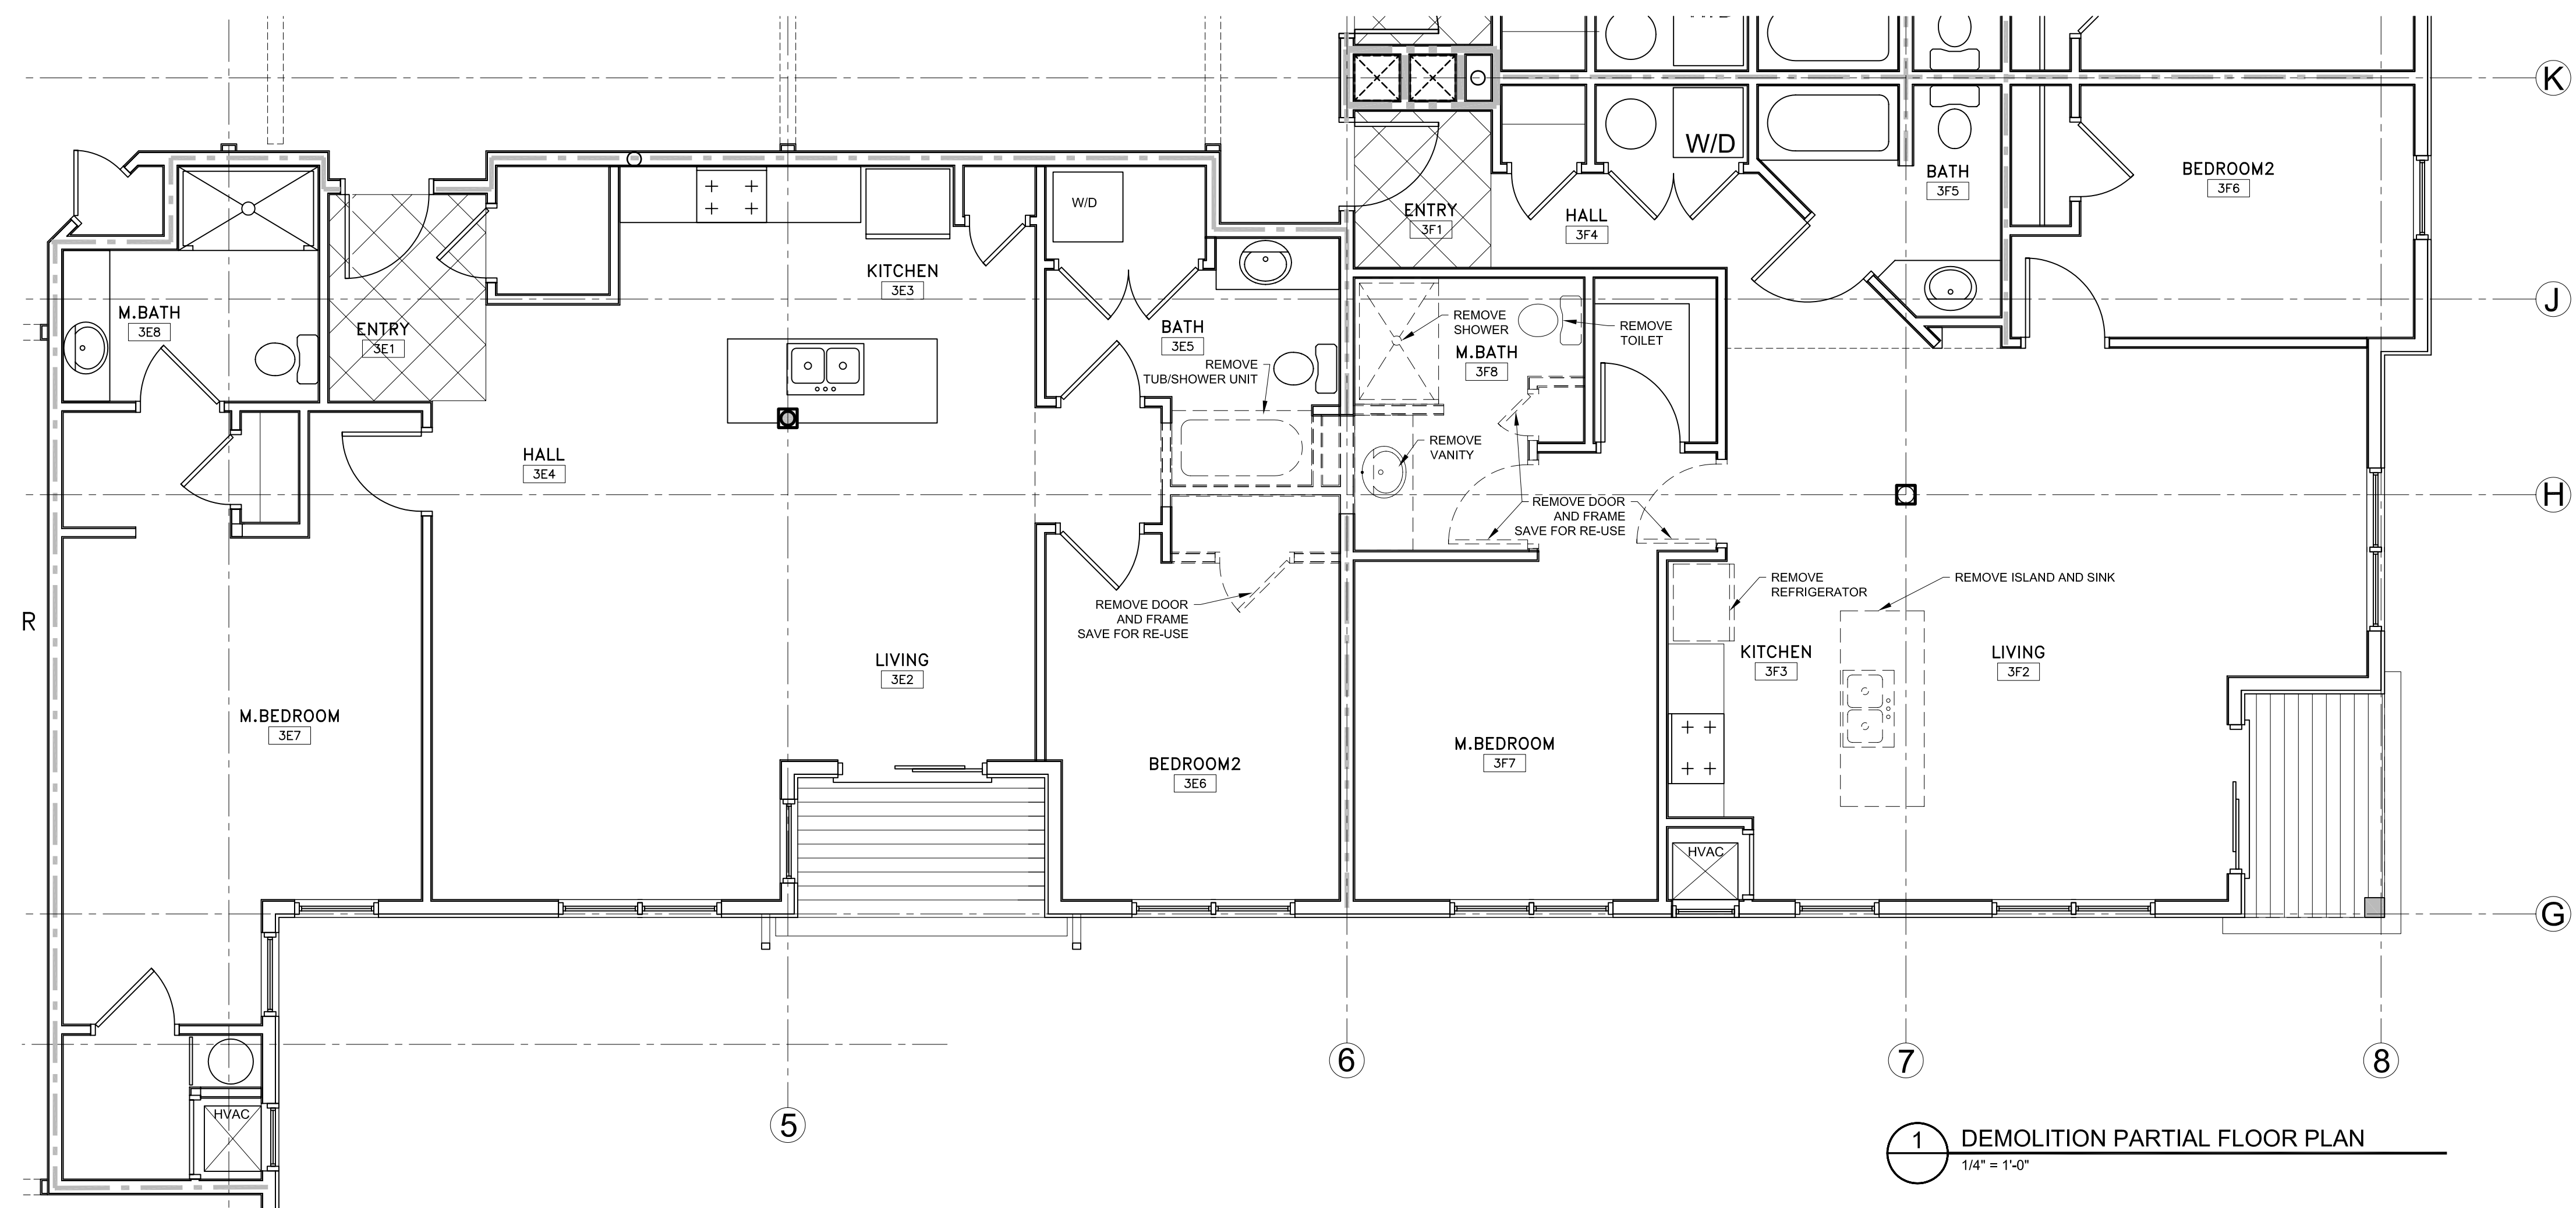 K
W/D
BATH
3F5
BEDROOM2
3F6
W/D
ENTRY
3F1
HALL
3F4
KITCHEN
3E3
J
M.BATH
3E8
ENTRY
3E1
BATH
3E5
REMOVE
TUB/SHOWER UNIT
REMOVE
SHOWER
REMOVE
TOILET
M.BATH
3F8
HALL
3E4
REMOVE
VANITY
H
REMOVE DOOR
AND FRAME
SAVE FOR RE-USE
REMOVE DOOR
AND FRAME
SAVE FOR RE-USE
REMOVE
REFRIGERATOR
REMOVE ISLAND AND SINK
R
LIVING
3E2
KITCHEN
3F3
LIVING
3F2
M.BEDROOM
3E7
BEDROOM2
3E6
M.BEDROOM
3F7
HVAC
G
6
7
8
HVAC
5
1
DEMOLITION PARTIAL FLOOR PLAN
1/4" = 1'-0"